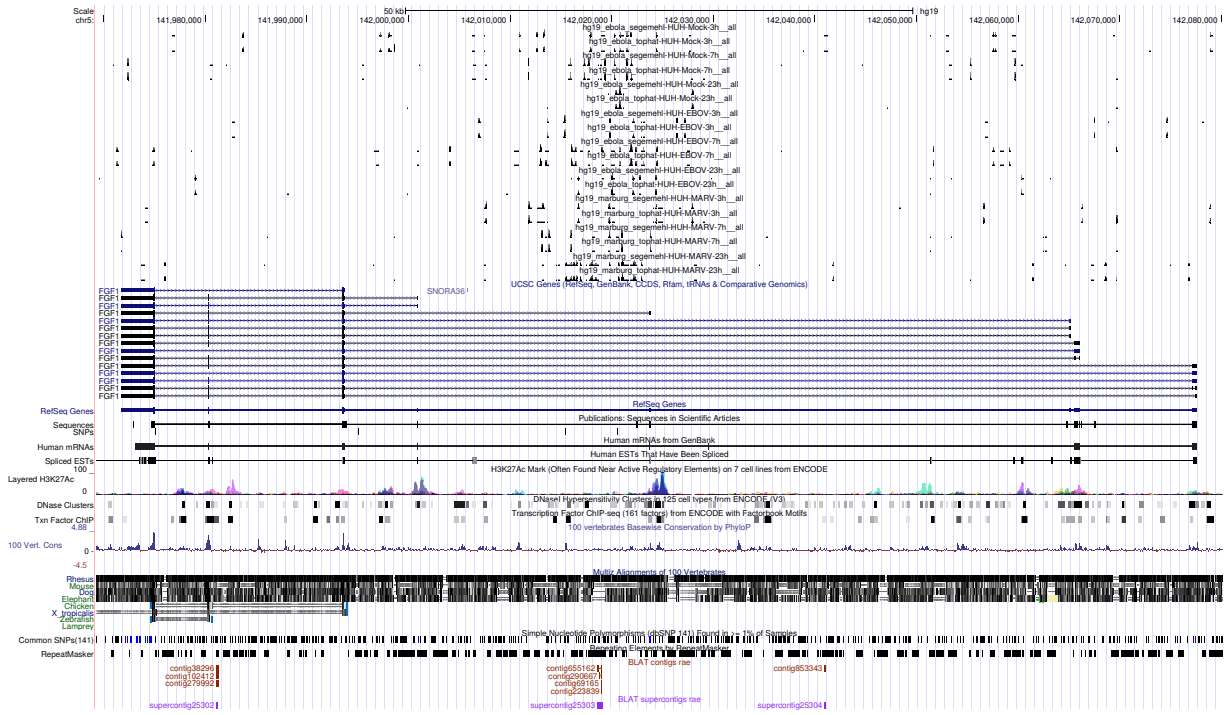 Scale 50 kb hg19
chr5: 141,980,000 141,990,000 142,000,000 142,010,000 142,020,000 142,030,000 142,040,000 142,050,000 142,060,000 142,070,000 142,080,000
hg19_ebola_segemehl-HUH-Mock-3h__all
hg19_ebola_tophat-HUH-Mock-3h__all
hg19_ebola_segemehl-HUH-Mock-7h__all
hg19_ebola_tophat-HUH-Mock-7h__all
hg19_ebola_segemehl-HUH-Mock-23h__all
hg19_ebola_tophat-HUH-Mock-23h__all
hg19_ebola_segemehl-HUH-EBOV-3h__all
hg19_ebola_tophat-HUH-EBOV-3h__all
hg19_ebola_segemehl-HUH-EBOV-7h__all
hg19_ebola_tophat-HUH-EBOV-7h__all
hg19_ebola_segemehl-HUH-EBOV-23h__all
hg19_ebola_tophat-HUH-EBOV-23h__all
hg19_marburg_segemehl-HUH-MARV-3h__all
hg19_marburg_tophat-HUH-MARV-3h__all
hg19_marburg_segemehl-HUH-MARV-7h__all
hg19_marburg_tophat-HUH-MARV-7h__all
hg19_marburg_segemehl-HUH-MARV-23h__all
hg19_marburg_tophat-HUH-MARV-23h__all
UCSC Genes (RefSeq, GenBank, CCDS, Rfam, tRNAs & Comparative Genomics)
FGF1 SNORA36
FGF1
FGF1
FGF1
FGF1
FGF1
FGF1
FGF1
FGF1
FGF1
FGF1
FGF1
FGF1
FGF1
FGF1
RefSeq Genes
RefSeq Genes
Publications: Sequences in Scientific Articles
Sequences
SNPs
Human mRNAs from GenBank
Human mRNAs
Human ESTs That Have Been Spliced
Spliced ESTs
H3K27Ac Mark (Often Found Near Active Regulatory Elements) on 7 cell lines from ENCODE
100
Layered H3K27Ac
0
DNaseI Hypersensitivity Clusters in 125 cell types from ENCODE (V3)
DNase Clusters
Transcription Factor ChIP-seq (161 factors) from ENCODE with Factorbook Motifs
Txn Factor ChIP
100 vertebrates Basewise Conservation by PhyloP
4.88
100 Vert. Cons
0
-4.5
Multiz Alignments of 100 Vertebrates
Rhesus
Mouse
Dog
Elephant
Chicken
X_tropicalis
Zebrafish
Lamprey
Simple Nucleotide Polymorphisms (dbSNP 141) Found in >= 1% of Samples
Common SNPs(141)
Repeating Elements by RepeatMasker
RepeatMasker
BLAT contigs rae
contig38296 contig655162 contig853343
contig102412 contig290667
contig279992 contig69165
contig223839
BLAT supercontigs rae
supercontig25302 supercontig25303 supercontig25304